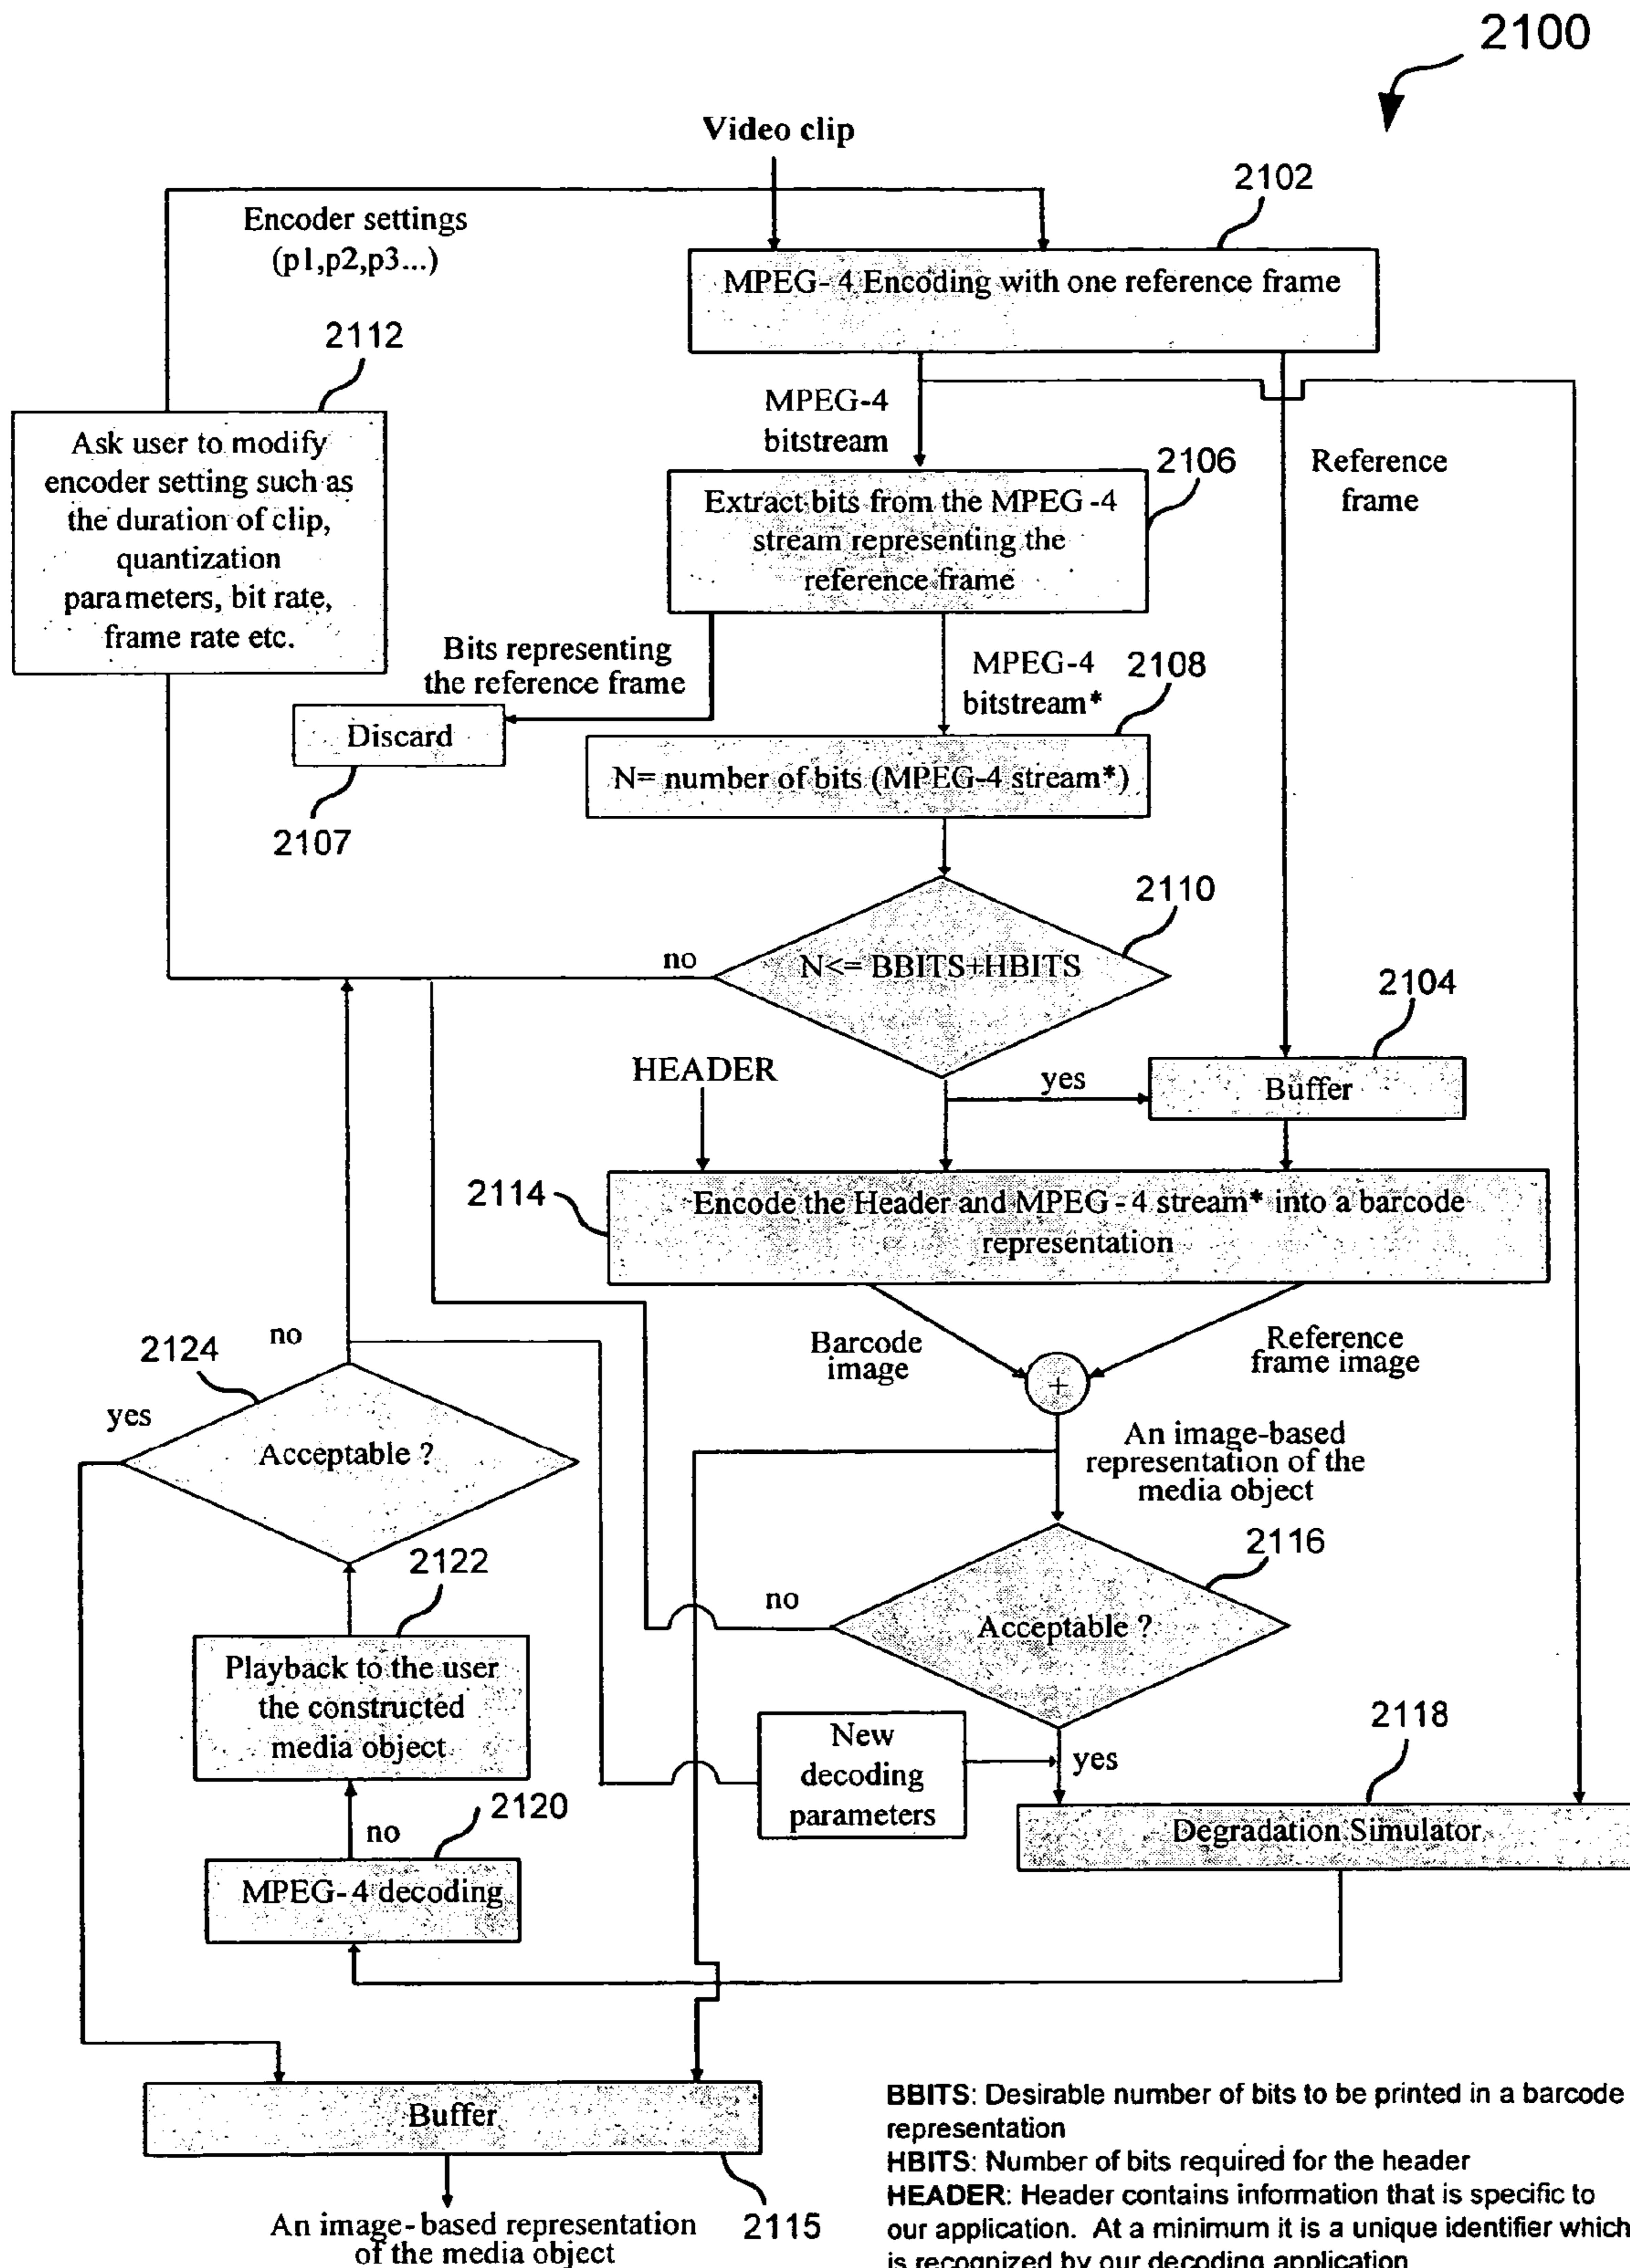 2100
Video clip
2102
Encoder settings
(p1,p2,p3...)
MPEG-4 Encoding with one reference frame
2112
MPEG-4
bitstream
Ask user to modify
encoder setting such as
the duration of clip,
quantization
parameters, bit rate,
frame rate etc.
2106
Reference
frame
Extract bits from the MPEG-4
stream representing the
reference frame
Bits representing
the reference frame
MPEG-4
bitstream*
2108
Discard
2107
N= number of bits (MPEG-4 stream*)
2110
no
N<= BBITS+HBITS
2104
HEADER
yes
Buffer
2114
Encode the Header and MPEG-4 stream* into a barcode
representation
no
2124
Barcode
image
Reference
frame image
+
yes
Acceptable ?
An image-based
representation of the
media object
2116
2122
no
Acceptable ?
Playback to the user
the constructed
media object
New
decoding
parameters
yes
2118
2120
no
Degradation Simulator
MPEG-4 decoding
Buffer
2115
An image-based representation
of the media object
BBITS: Desirable number of bits to be printed in a barcode
representation
HBITS: Number of bits required for the header
HEADER: Header contains information that is specific to
our application. At a minimum it is a unique identifier which
is recognized by our decoding application